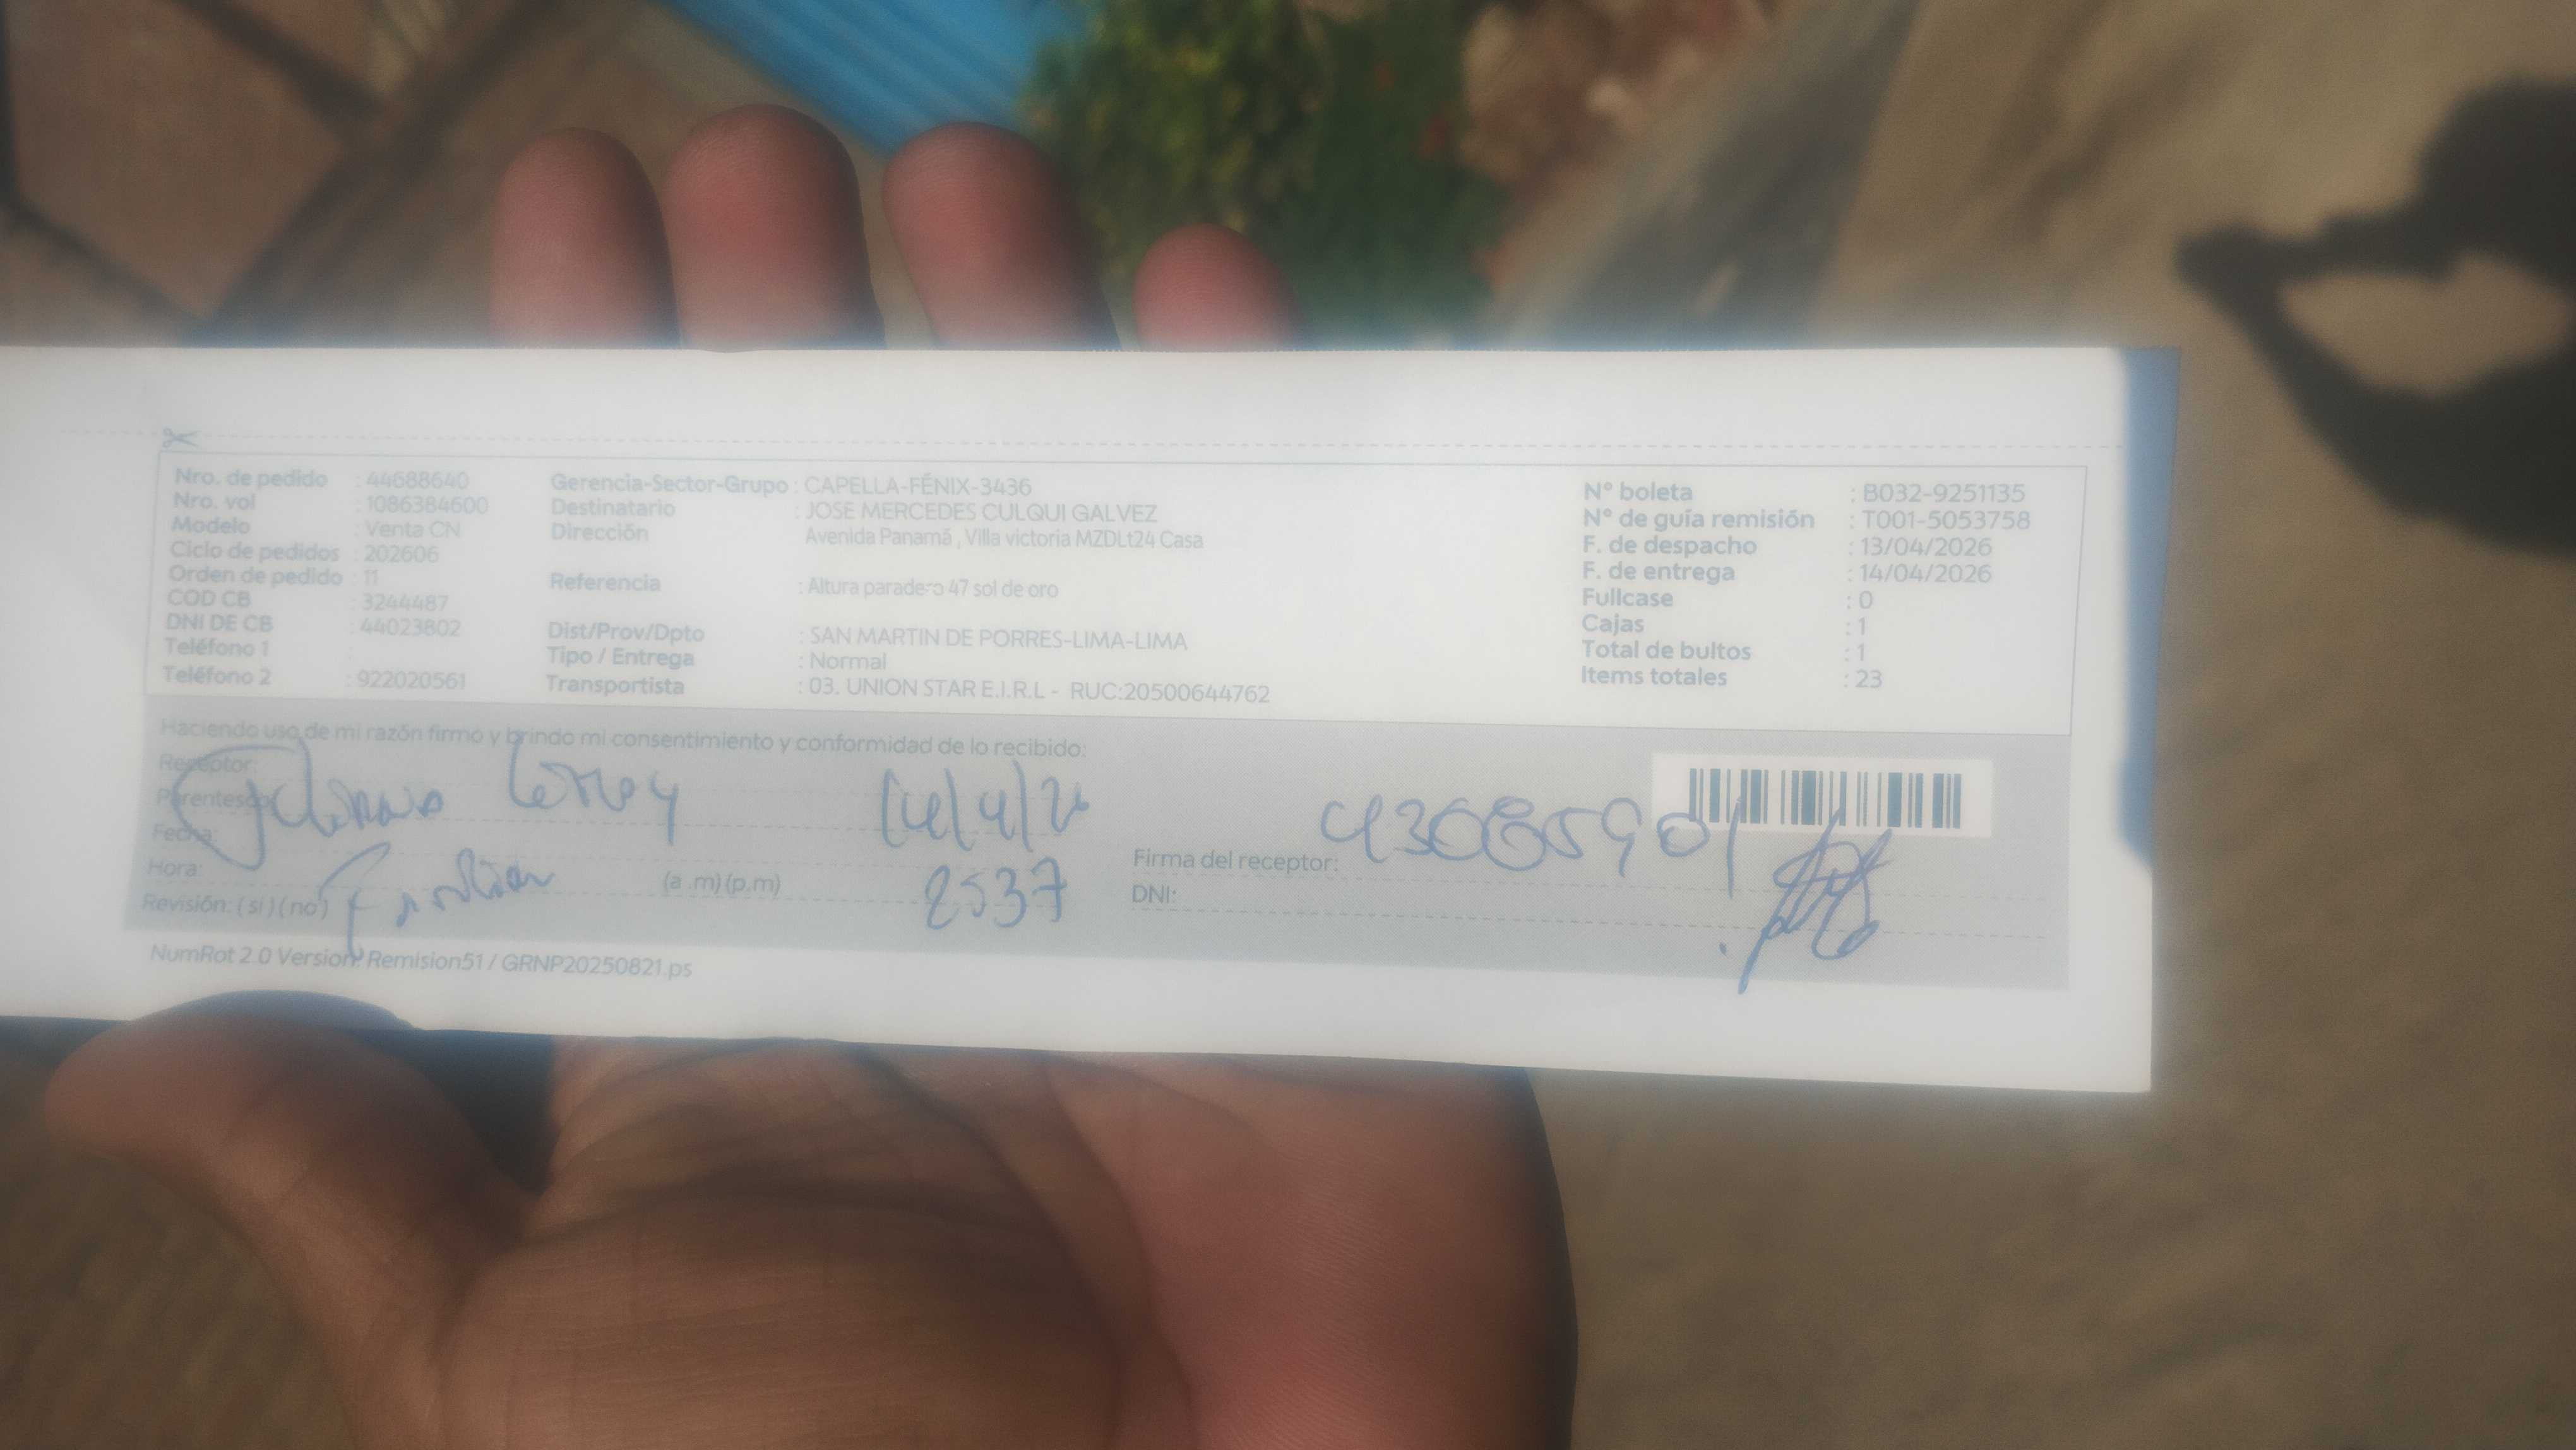 Nro. de pedido : 44688640
Nro. vol : 1086384600
Modelo : Venta CN
Ciclo de pedidos : 202606
Orden de pedido : 11
COD CB : 3244487
DNI DE CB : 44023802
Teléfono 1 :
Teléfono 2 : 922020561
Gerencia-Sector-Grupo : CAPELLA-FÉNIX-3436
Destinatario : JOSE MERCEDES CULQUI GALVEZ
Dirección Avenida Panamá , Villa victoria MZDLt24 Casa
Referencia : Altura paradero 47 sol de oro
Dist/Prov/Dpto : SAN MARTIN DE PORRES-LIMA-LIMA
Tipo / Entrega : Normal
Transportista : 03. UNION STAR E.I.R.L - RUC:20500644762
N° boleta : B032-9251135
N° de guía remisión : T001-5053758
F. de despacho : 13/04/2026
F. de entrega : 14/04/2026
Fullcase : 0
Cajas : 1
Total de bultos : 1
Items totales : 23
Haciendo uso de mi razón firmo y brindo mi consentimiento y conformidad de lo recibido:
Receptor:
Parentesco:
Fecha: 14/4/26
Hora: (a .m) (p.m) 2537
Revisión: ( si ) ( no )
Firma del receptor:
DNI:
NumRot 2.0 Version: Remision51 / GRNP20250821.ps